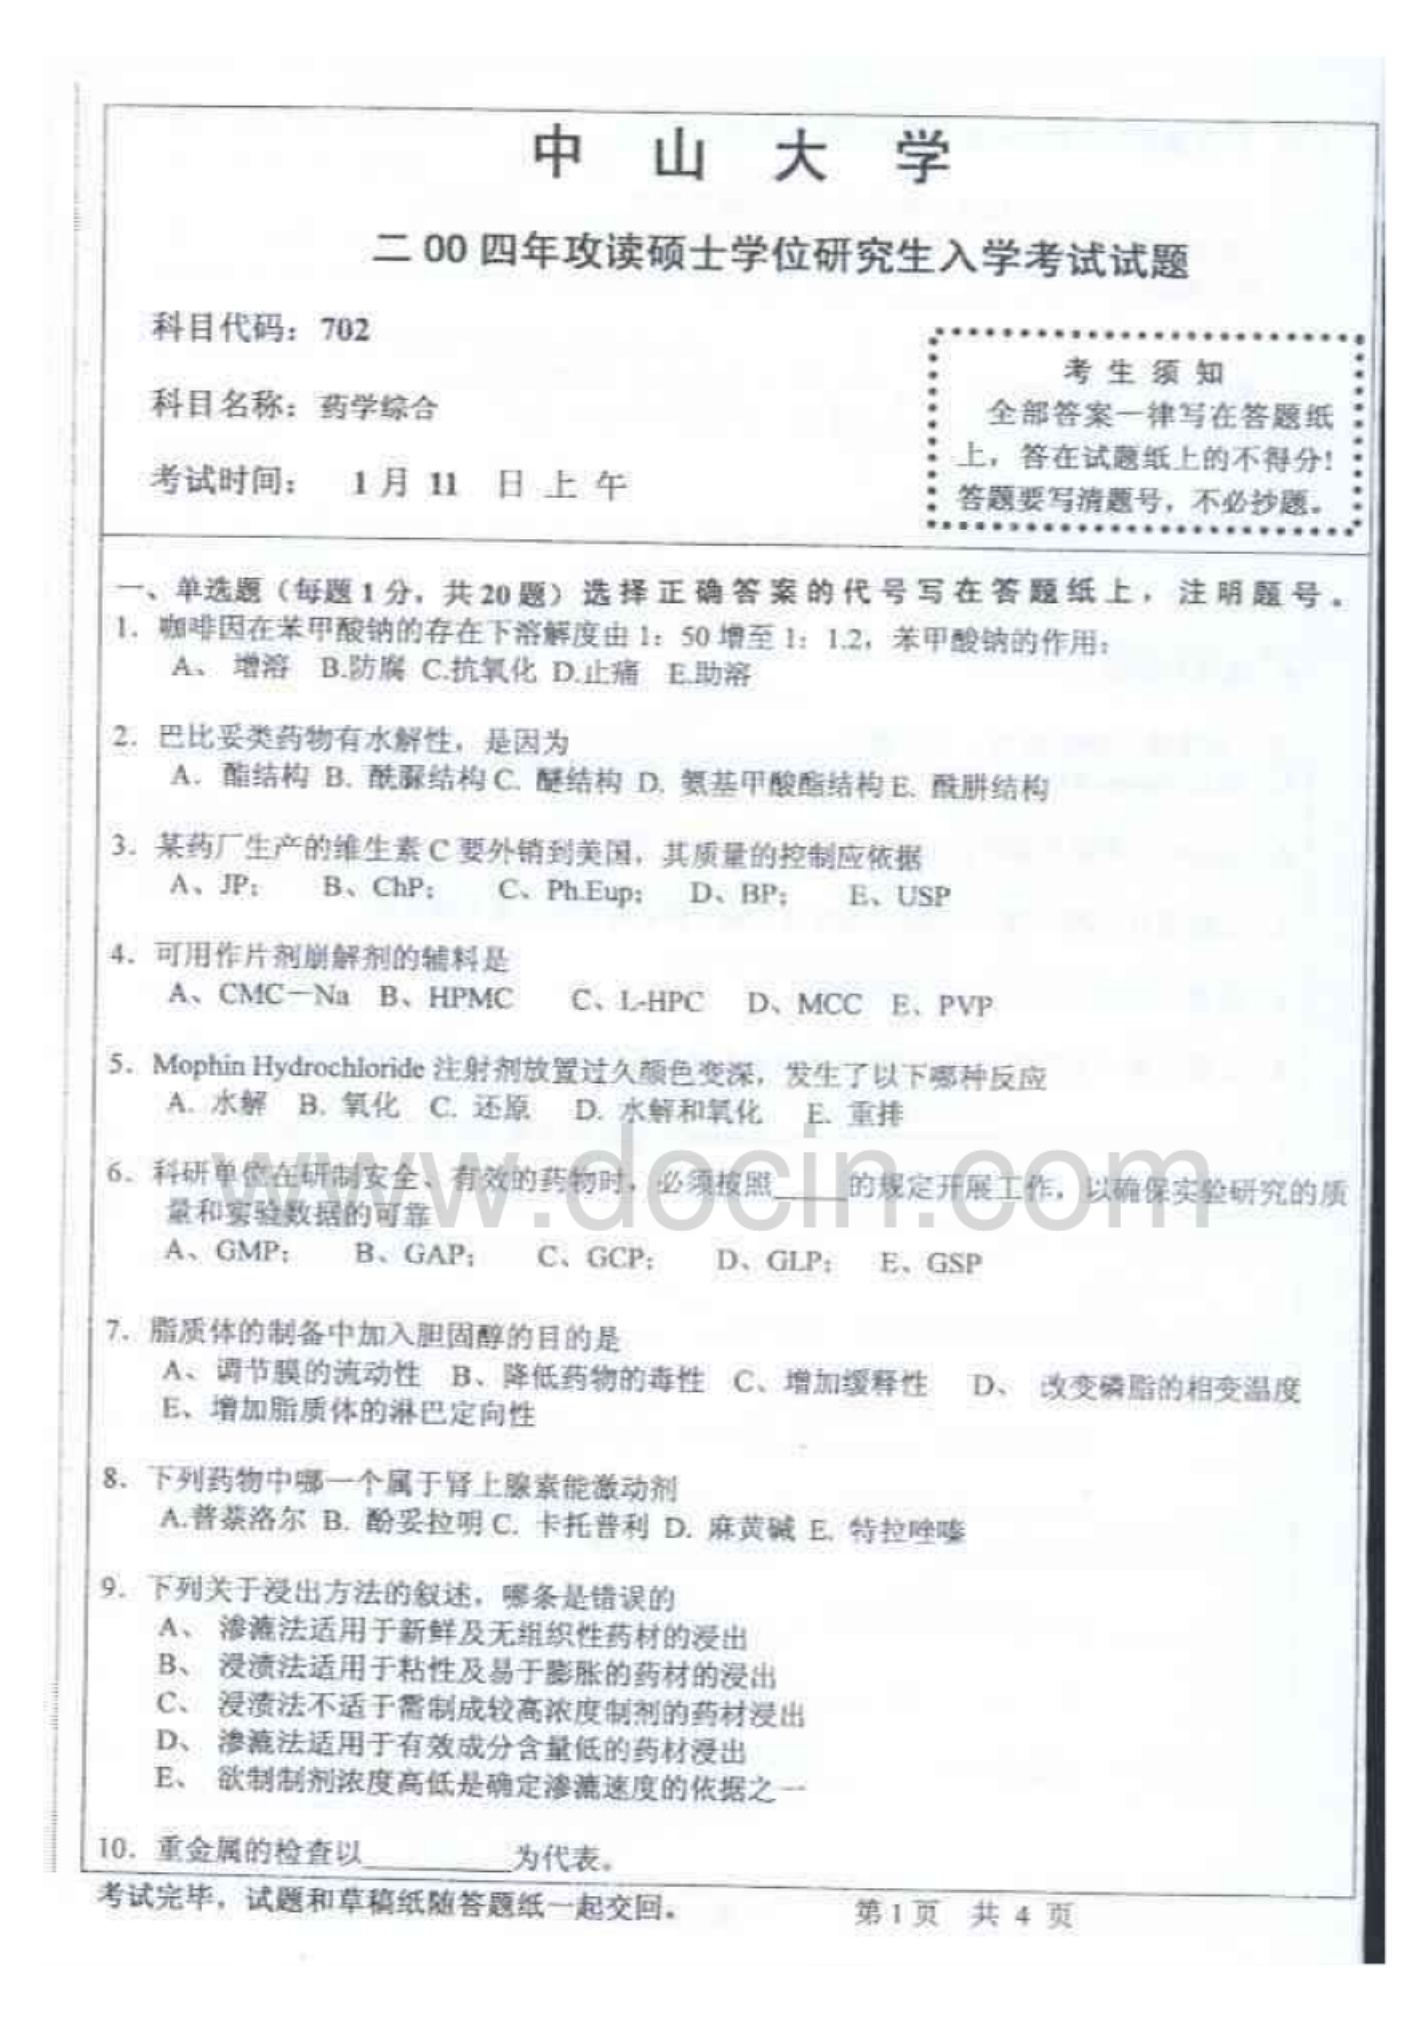 中 山 大 学
二00四年攻读硕士学位研究生入学考试试题
科目代码：702
科目名称：药学综合
考试时间： 1月 11 日 上 午
考 生 须 知
全部答案一律写在答题纸
上，答在试题纸上的不得分！
答题要写清题号，不必抄题。
一、单选题（每题1分，共20题）选择正确答案的代号写在答题纸上，注明题号。
1．咖啡因在苯甲酸钠的存在下溶解度由1：50增至1：1.2，苯甲酸钠的作用：
A、 增溶 B.防腐 C.抗氧化 D.止痛 E.助溶
2．巴比妥类药物有水解性，是因为
A． 酯结构 B. 酰脲结构 C. 醚结构 D. 氨基甲酸酯结构 E. 酰肼结构
3．某药厂生产的维生素C要外销到美国，其质量的控制应依据
A、JP； B、ChP； C、Ph.Eup； D、BP； E、USP
4．可用作片剂崩解剂的辅料是
A、CMC－Na B、HPMC C、L-HPC D、MCC E、PVP
5．Mophin Hydrochloride 注射剂放置过久颜色变深，发生了以下哪种反应
A. 水解 B. 氧化 C. 还原 D. 水解和氧化 E. 重排
6．科研单位在研制安全、有效的药物时，必须按照_____的规定开展工作，以确保实验研究的质
量和实验数据的可靠
A、GMP； B、GAP； C、GCP； D、GLP； E、GSP
www.docin.com
7．脂质体的制备中加入胆固醇的目的是
A、调节膜的流动性 B、降低药物的毒性 C、增加缓释性 D、 改变磷脂的相变温度
E、增加脂质体的淋巴定向性
8．下列药物中哪一个属于肾上腺素能激动剂
A.普萘洛尔 B. 酚妥拉明 C. 卡托普利 D. 麻黄碱 E. 特拉唑嗪
9．下列关于浸出方法的叙述，哪条是错误的
A、 渗漉法适用于新鲜及无组织性药材的浸出
B、 浸渍法适用于粘性及易于膨胀的药材的浸出
C、 浸渍法不适于需制成较高浓度制剂的药材浸出
D、 渗漉法适用于有效成分含量低的药材浸出
E、 欲制制剂浓度高低是确定渗漉速度的依据之一
10．重金属的检查以__________为代表。
考试完毕，试题和草稿纸随答题纸一起交回。 第1页 共 4 页